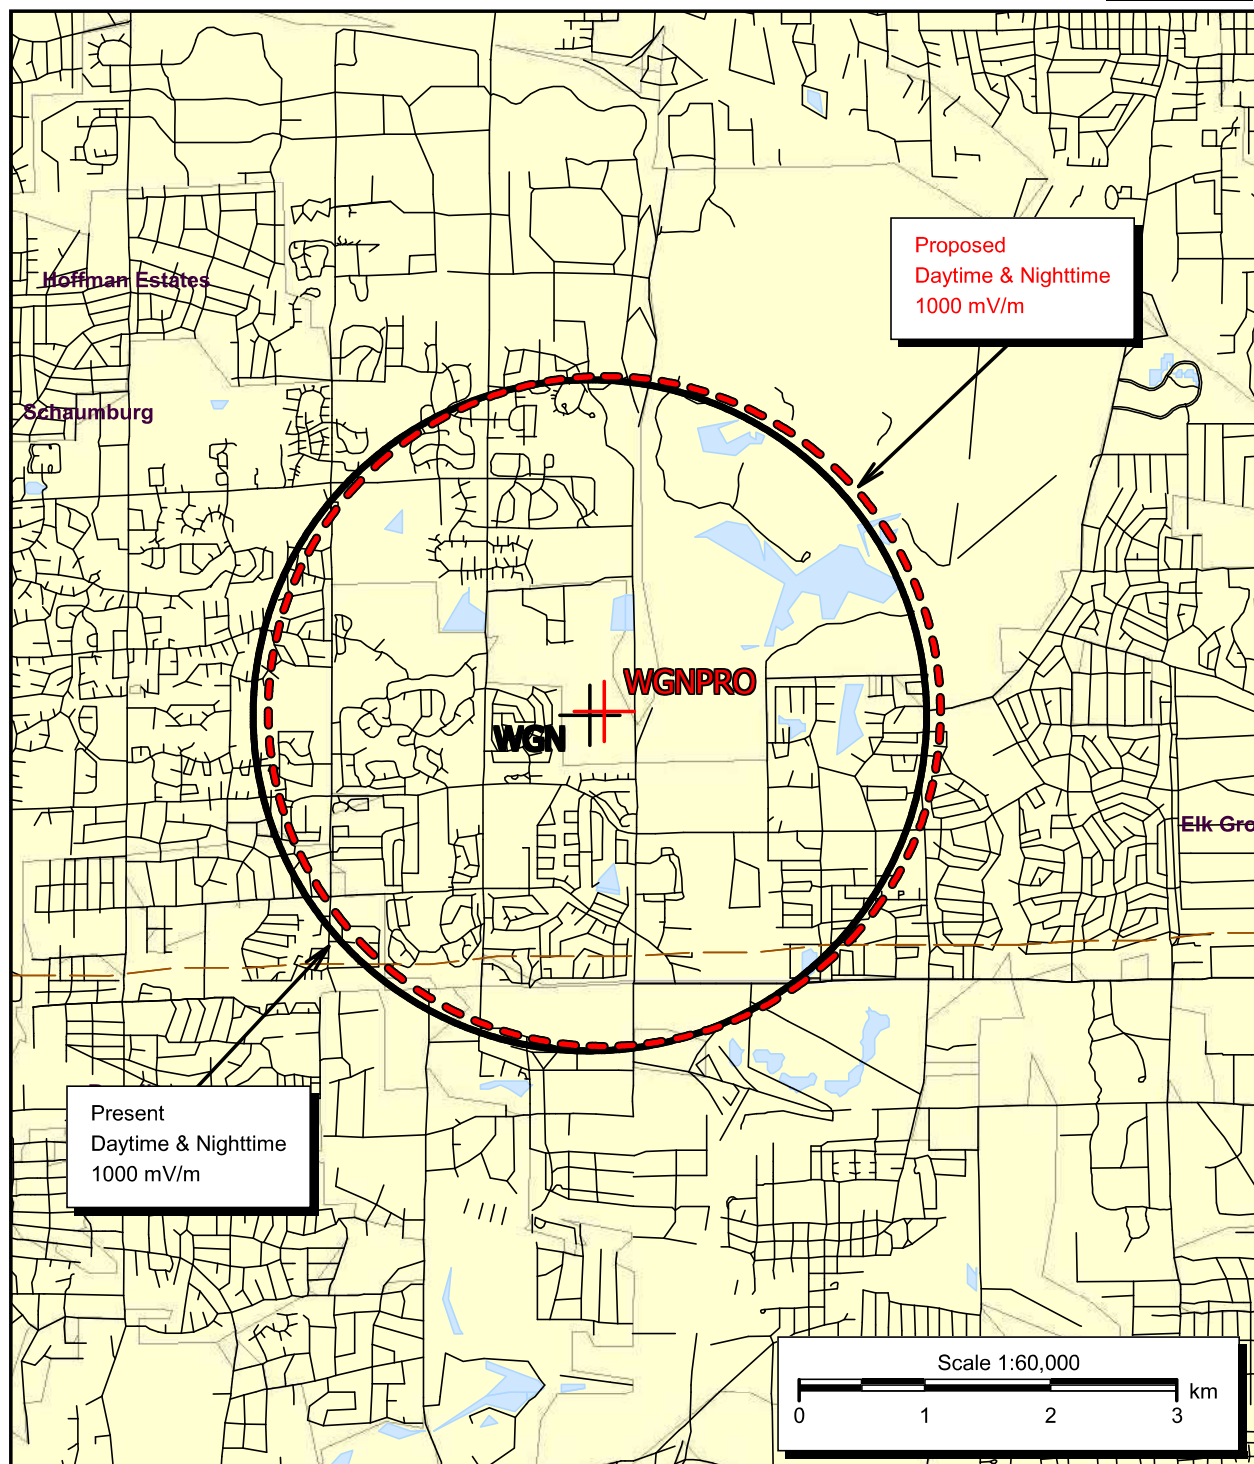 Proposed
Daytime & Nighttime
1000 mV/m
Hoffman Estates
Schaumburg
WGNPRO
WGN
Elk Gro
Present
Daytime & Nighttime
1000 mV/m
Scale 1:60,000
km
0 1 2 3